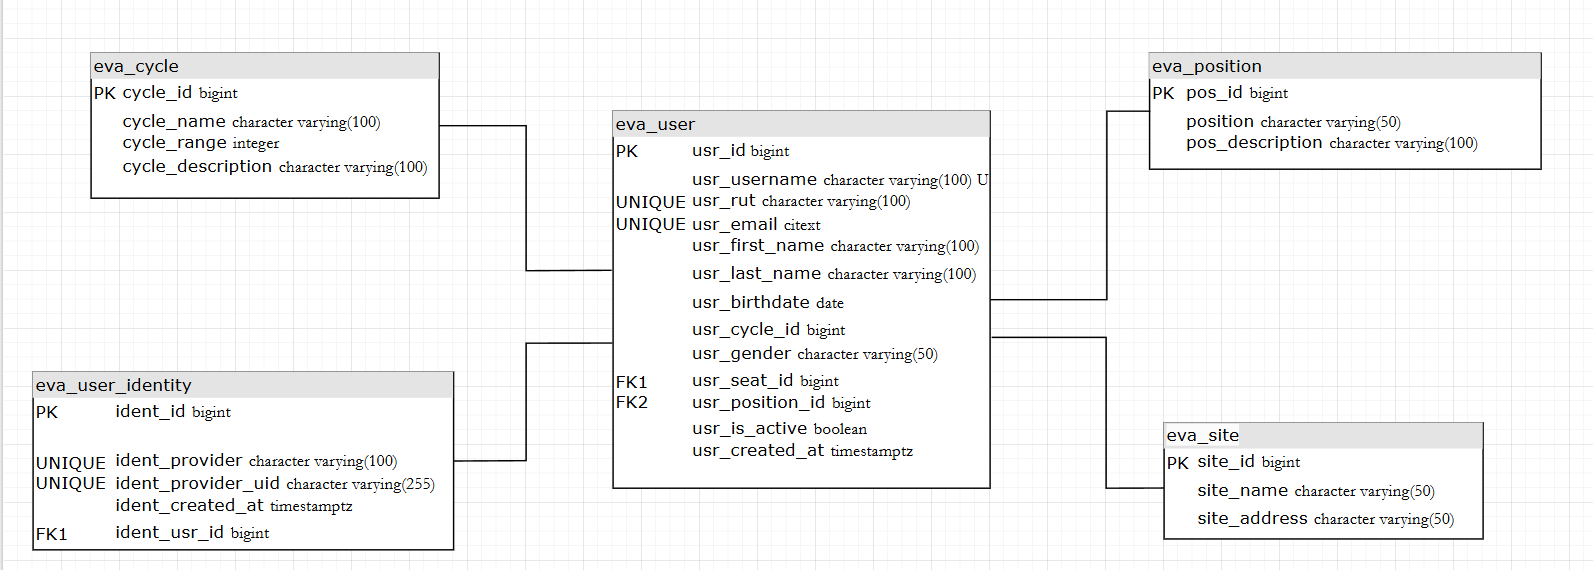 eva_cycle
PK cycle_id bigint
cycle_name character varying(100)
cycle_range integer
cycle_description character varying(100)
eva_user
PK usr_id bigint
usr_username character varying(100) U
UNIQUE usr_rut character varying(100)
UNIQUE usr_email citext
usr_first_name character varying(100)
usr_last_name character varying(100)
usr_birthdate date
usr_cycle_id bigint
usr_gender character varying(50)
FK1 usr_seat_id bigint
FK2 usr_position_id bigint
usr_is_active boolean
usr_created_at timestamptz
eva_position
PK pos_id bigint
position character varying(50)
pos_description character varying(100)
eva_user_identity
PK ident_id bigint
UNIQUE ident_provider character varying(100)
UNIQUE ident_provider_uid character varying(255)
ident_created_at timestamptz
FK1 ident_usr_id bigint
eva_site
PK site_id bigint
site_name character varying(50)
site_address character varying(50)